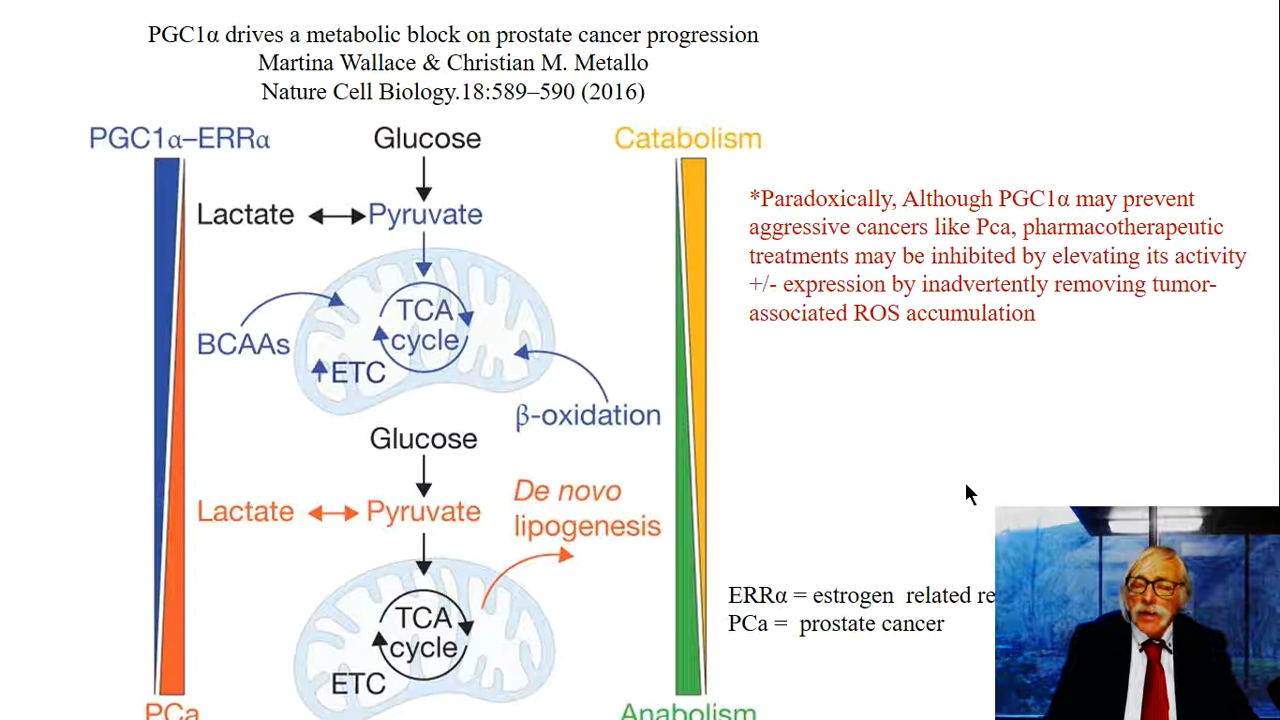 PGC1α drives a metabolic block on prostate cancer progression
Martina Wallace & Christian M. Metallo
Nature Cell Biology.18:589–590 (2016)
PGC1α–ERRα
Glucose
Catabolism
Lactate
Pyruvate
*Paradoxically, Although PGC1α may prevent
aggressive cancers like Pca, pharmacotherapeutic
treatments may be inhibited by elevating its activity
+/- expression by inadvertently removing tumor-
associated ROS accumulation
TCA
cycle
BCAAs
ETC
β-oxidation
Glucose
Lactate
Pyruvate
De novo
lipogenesis
TCA
cycle
ETC
ERRα = estrogen related re
PCa = prostate cancer
PCa
Anabolism